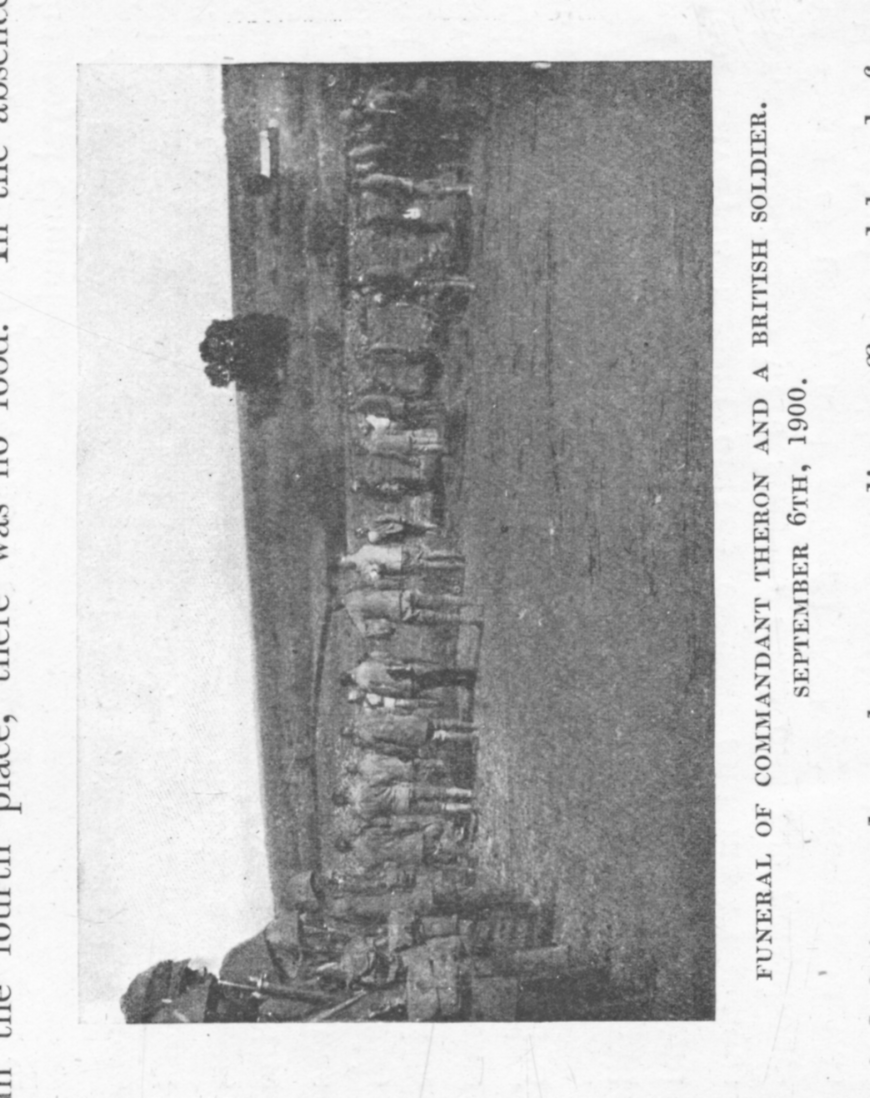 in the fourth place, there was no food. In the absence
FUNERAL OF COMMANDANT THERON AND A BRITISH SOLDIER.
SEPTEMBER 6TH, 1900.